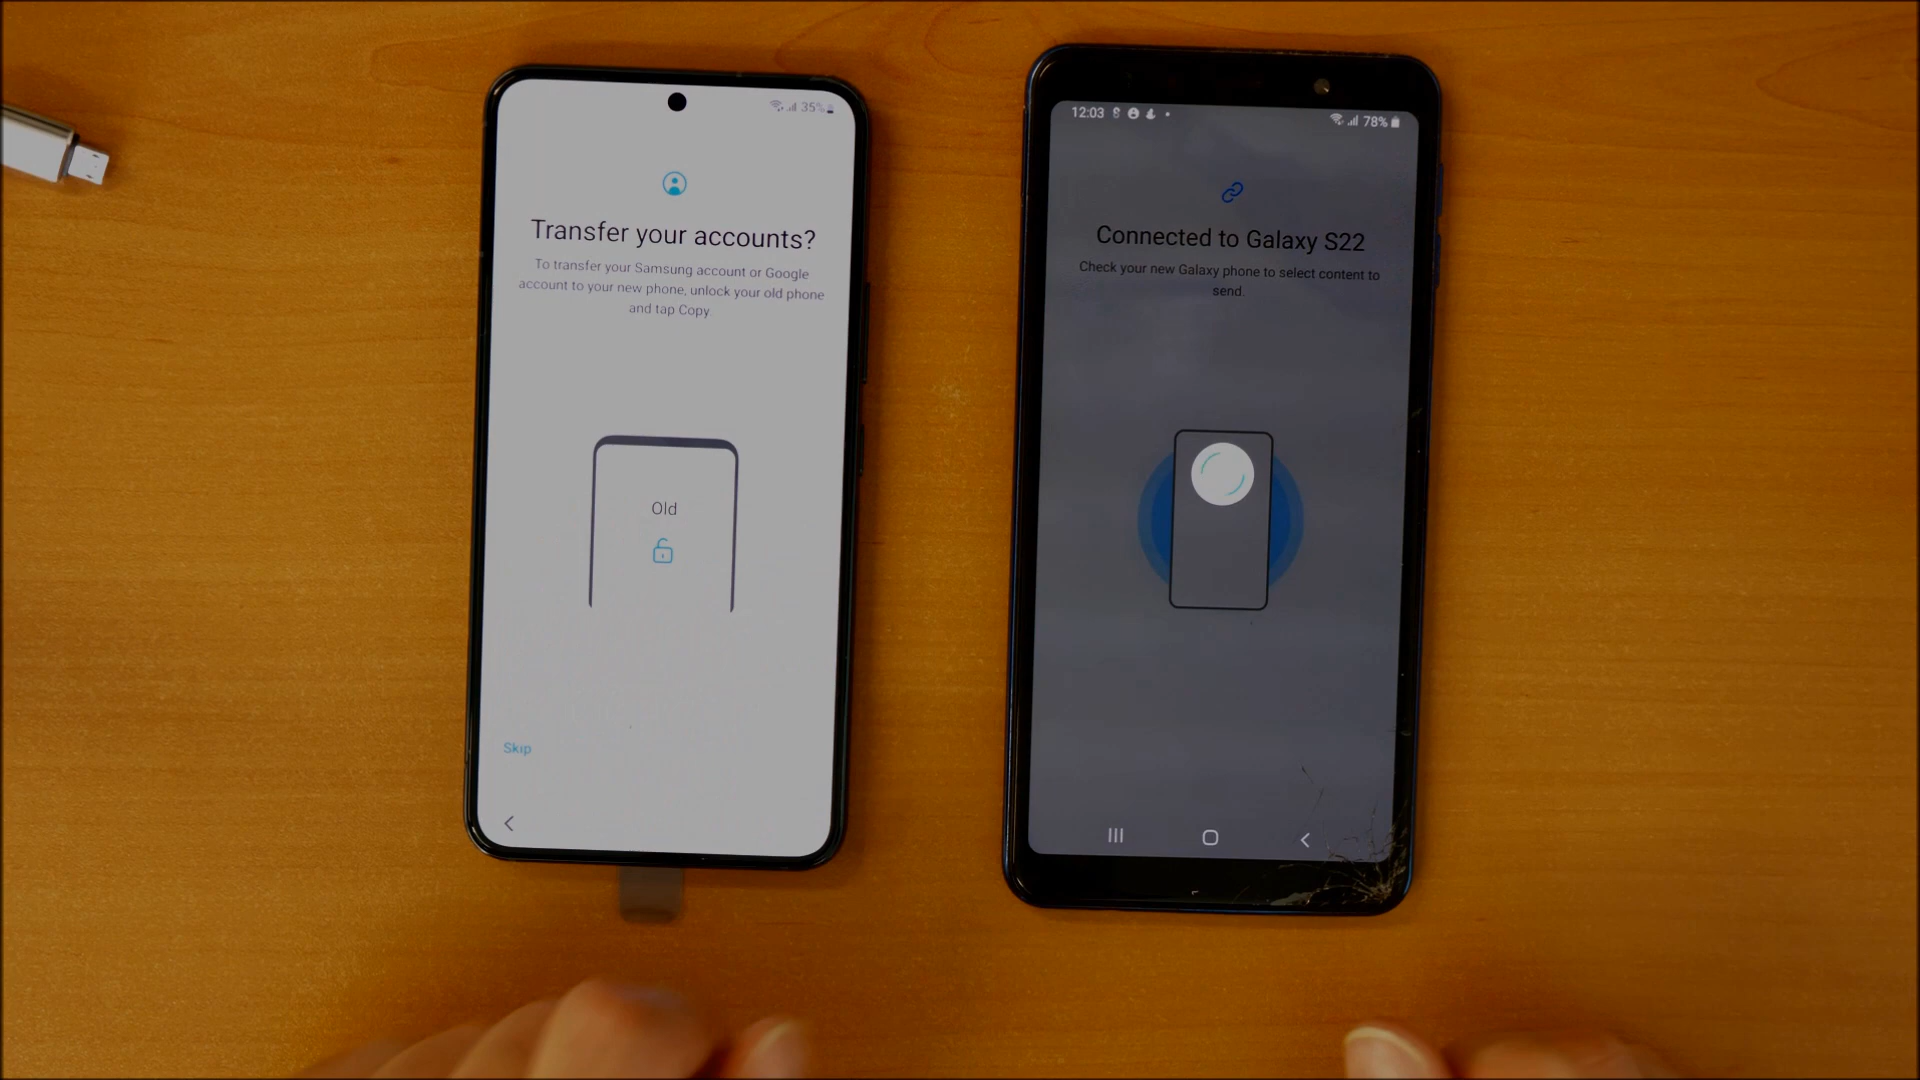 35%
Transfer your accounts?
To transfer your Samsung account or Google
account to your new phone, unlock your old phone
and tap Copy.
Old
Skip
12:03
78%
Connected to Galaxy S22
Check your new Galaxy phone to select content to
send.